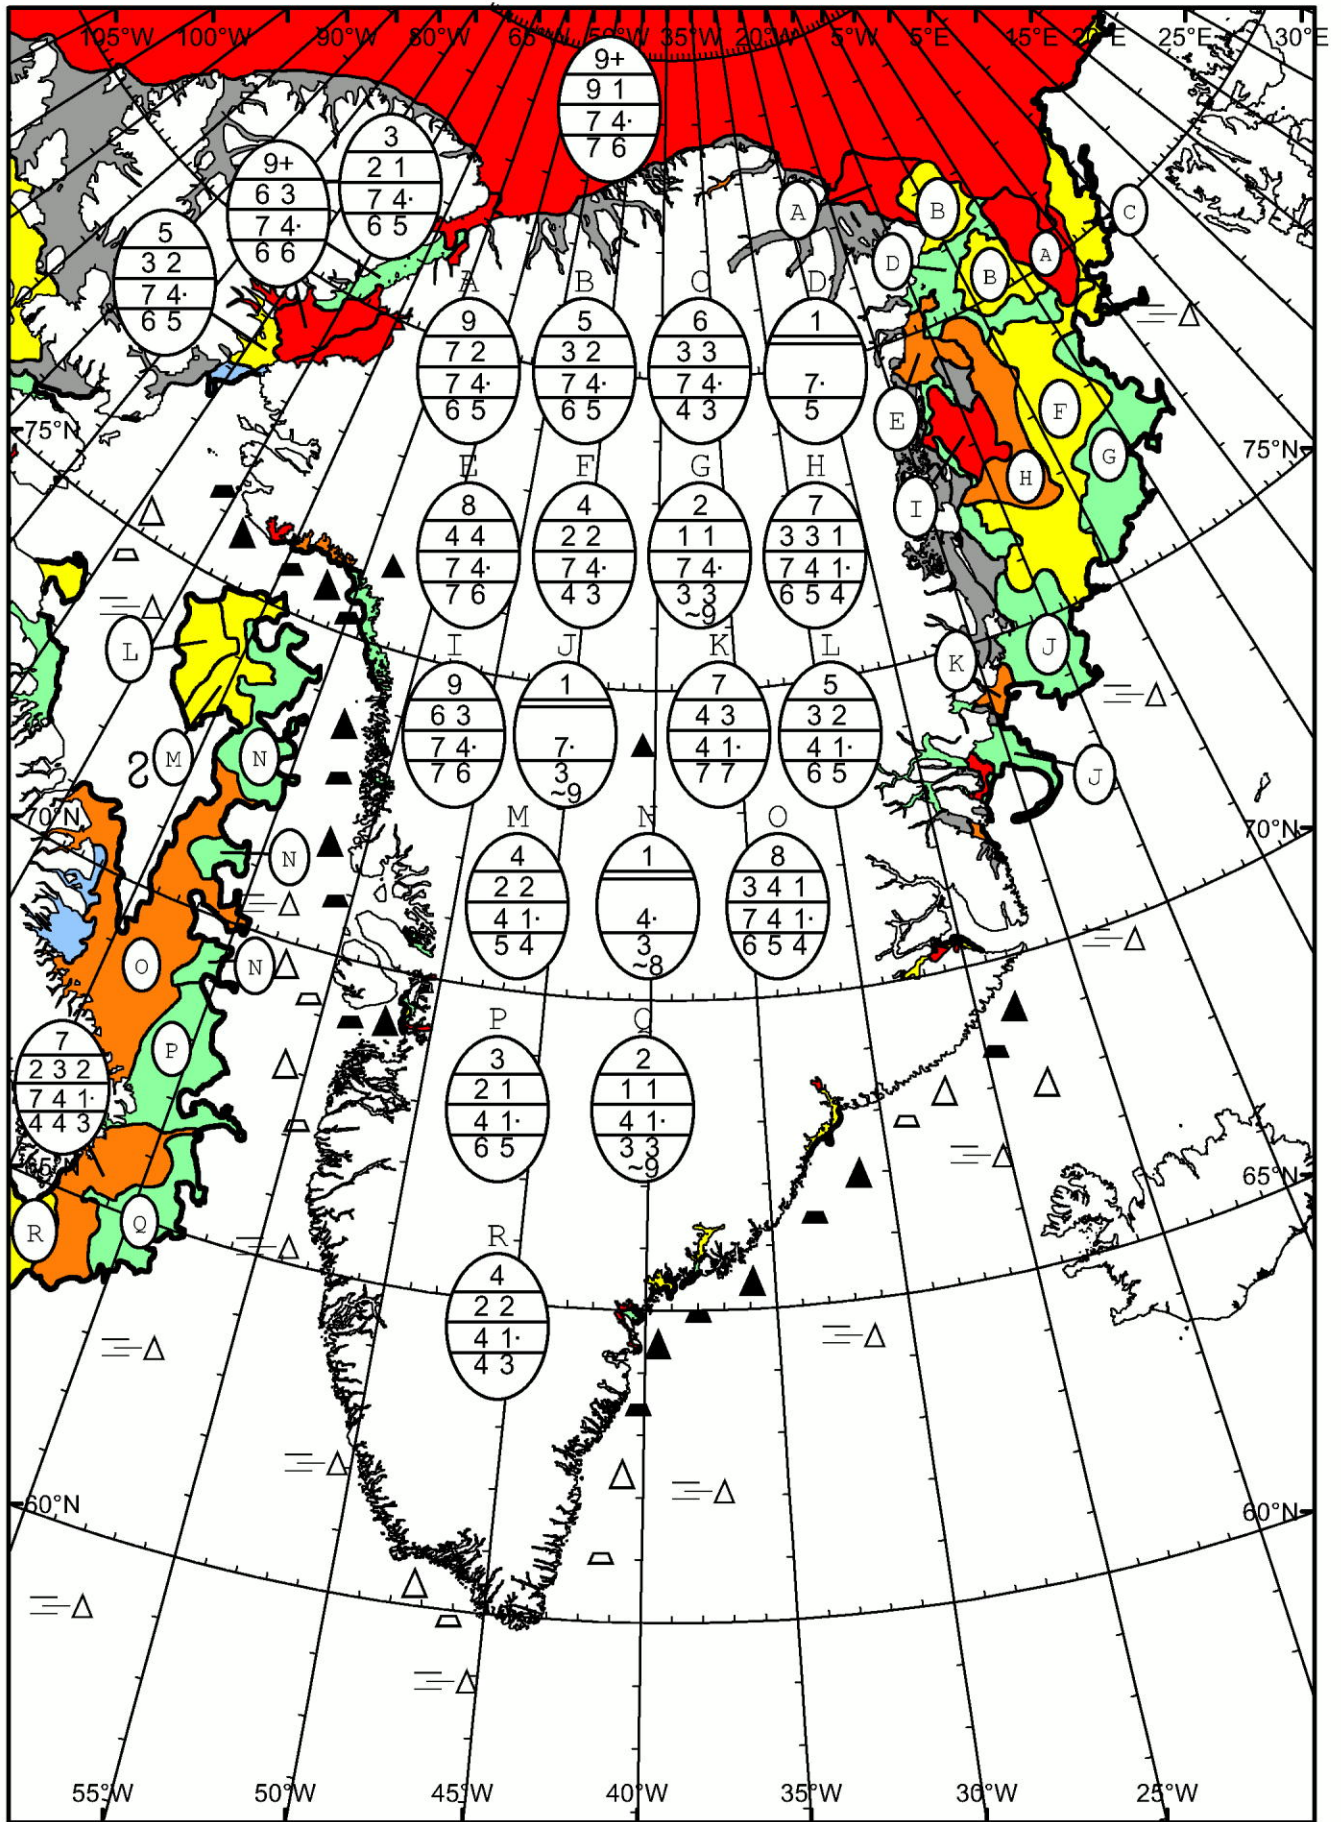 105°W 100°W 90°W 80°W 65°W 50°W 35°W 20°W 5°W 5°E 15°E 20°E 25°E 30°E
9+
9 1
7 4·
7 6
3
2 1
7 4·
6 5
9+
6 3
7 4·
6 6
5
3 2
7 4·
6 5
A
B
C
D
B
A
A B C D
9 5 6 1
7 2 3 2 3 3
7 4· 7 4· 7 4· 7·
6 5 6 5 4 3 5
E
F
75°N
75°N
G
E F G H
H
8 4 2 7
4 4 2 2 1 1 3 3 1
I
7 4· 7 4· 7 4· 7 4 1·
7 6 4 3 3 3 6 5 4
~9
L
I J K L
K
J
9 1 7 5
6 3 4 3 3 2
7 4· 7· 4 1· 4 1·
7 6 3 7 7 6 5
~9
M
N
J
70°N
M N O
70°N
4 1 8
N
2 2 3 4 1
4 1· 4· 7 4 1·
5 4 3 6 5 4
~8
O
N
P Q
7
2 3 2
7 4 1·
4 4 3
P
3 2
2 1 1 1
4 1· 4 1·
6 5 3 3
~9
65°N
65°N
R
Q
R
4
2 2
4 1·
4 3
60°N
60°N
55°W 50°W 45°W 40°W 35°W 30°W 25°W